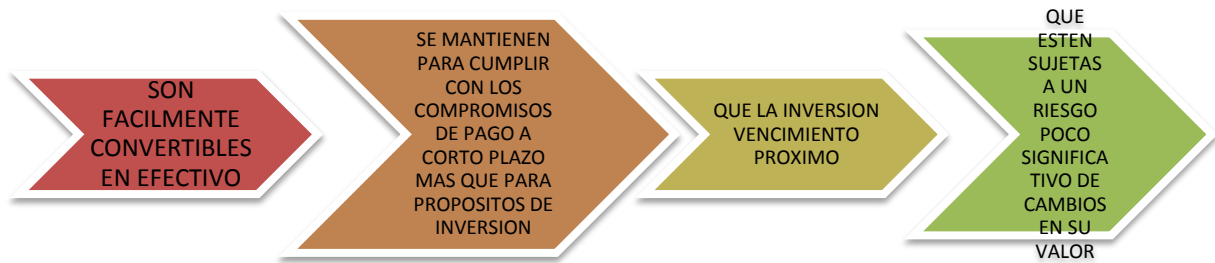 SON
FACILMENTE
CONVERTIBLES
EN EFECTIVO
SE MANTIENEN
PARA CUMPLIR
CON LOS
COMPROMISOS
DE PAGO A
CORTO PLAZO
MAS QUE PARA
PROPOSITOS DE
INVERSION
QUE LA INVERSION
VENCIMIENTO
PROXIMO
QUE
ESTEN
SUJETAS
A UN
RIESGO
POCO
SIGNIFICA
TIVO DE
CAMBIOS
EN SU
VALOR